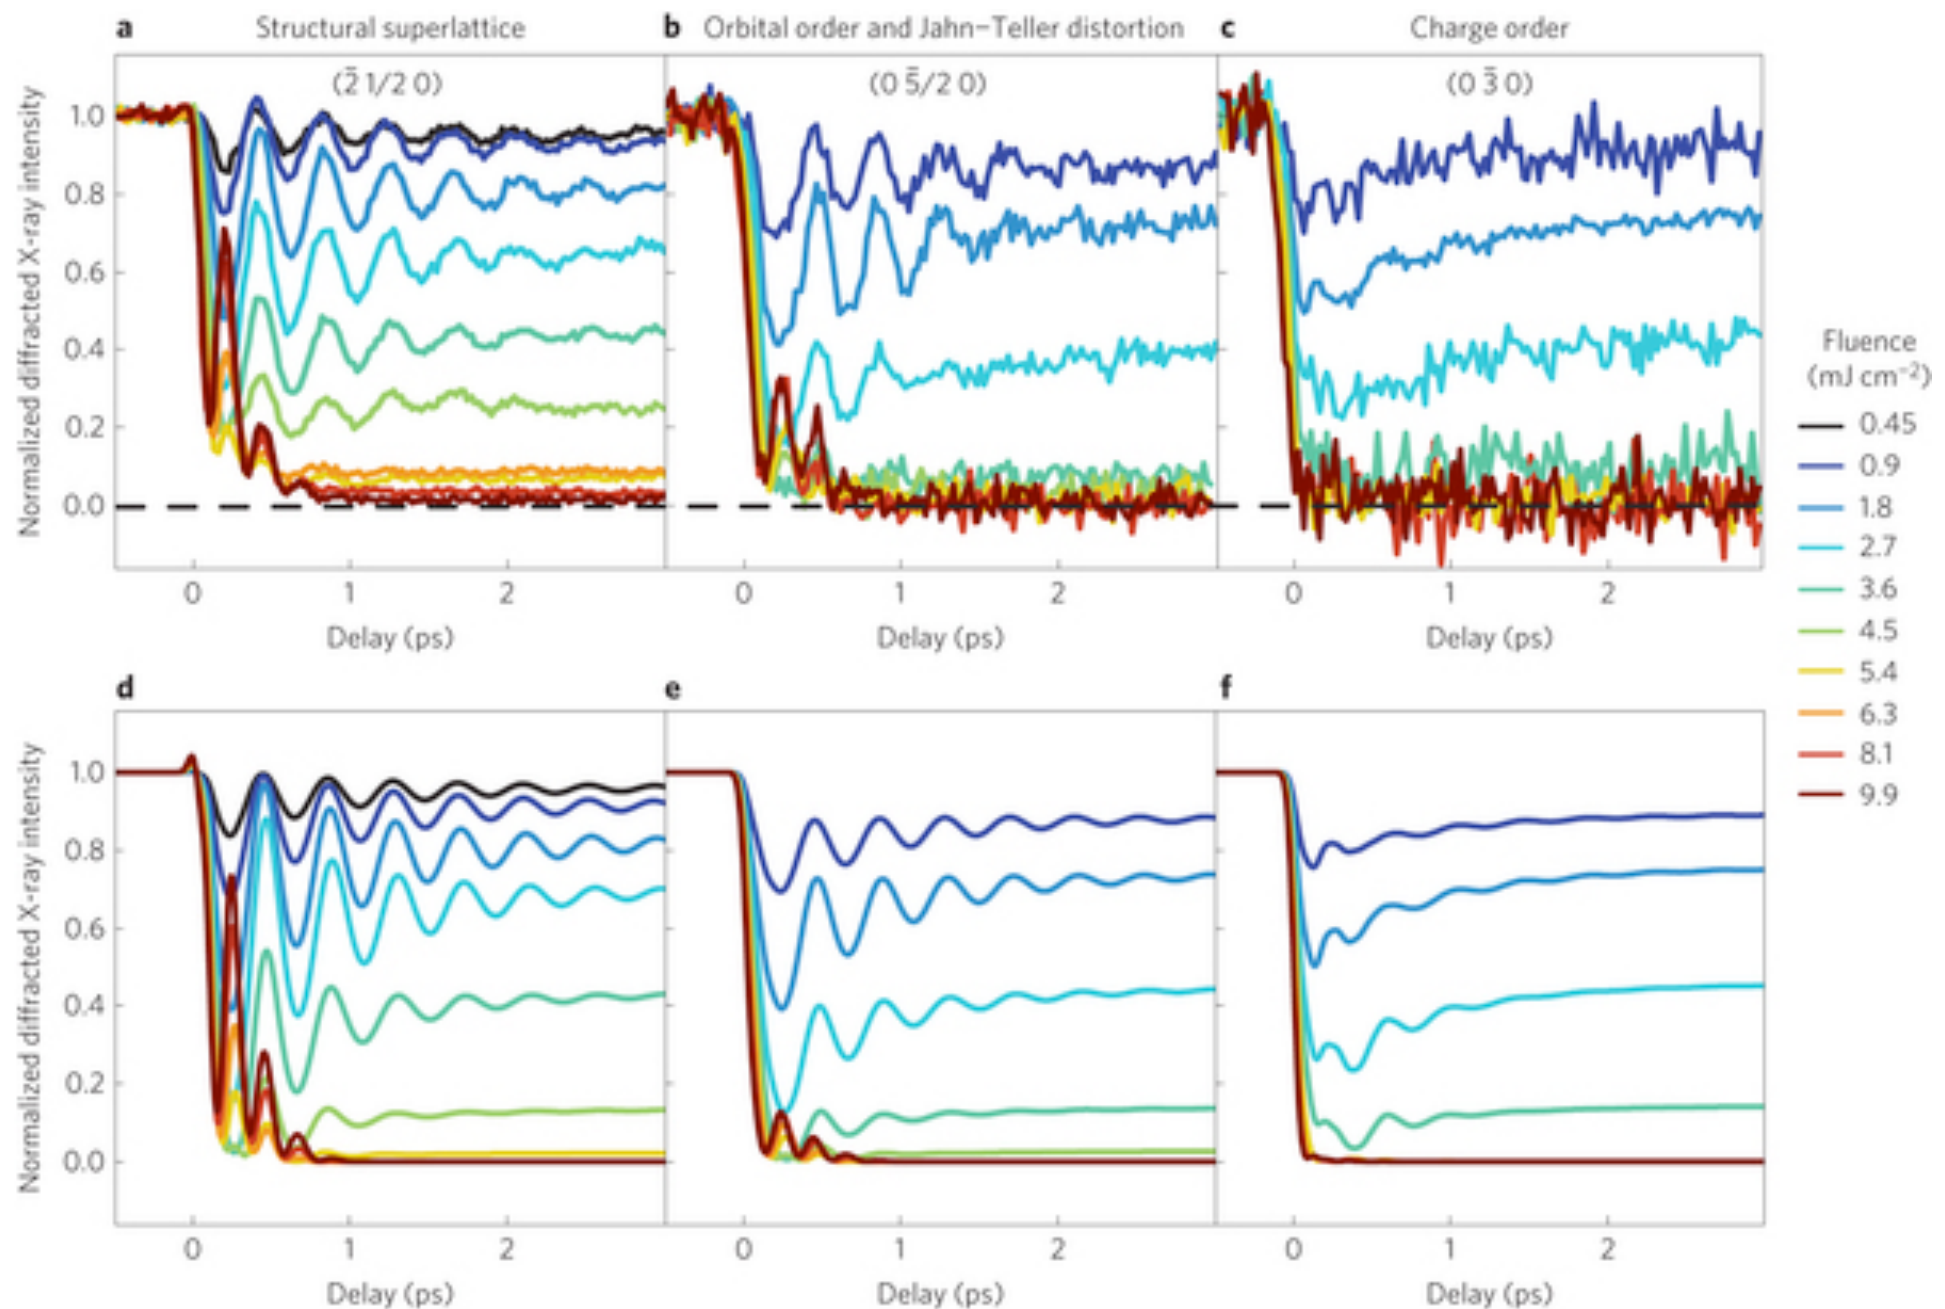 a Structural superlattice b Orbital order and Jahn–Teller distortion c Charge order
(2̅ 1/2 0) (0 5̅/2 0) (0 3̅ 0)
Normalized diffracted X-ray intensity
1.0
0.8
0.6
0.4
0.2
0.0
0 1 2 0 1 2 0 1 2
Delay (ps) Delay (ps) Delay (ps)
Fluence
(mJ cm⁻²)
0.45
0.9
1.8
2.7
3.6
4.5
5.4
6.3
8.1
9.9
d e f
Normalized diffracted X-ray intensity
1.0
0.8
0.6
0.4
0.2
0.0
0 1 2 0 1 2 0 1 2
Delay (ps) Delay (ps) Delay (ps)